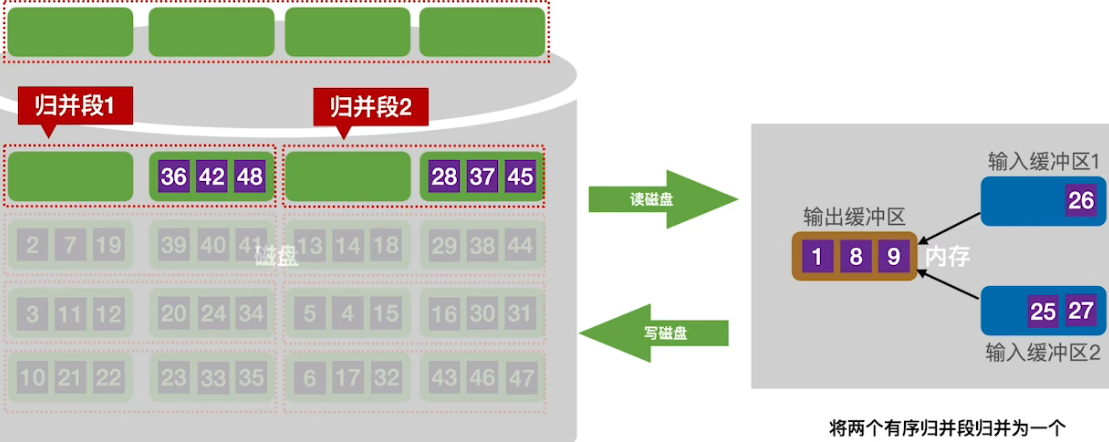 归并段1
归并段2
36 42 48
28 37 45
2 7 19
39 40 41
13 14 18
29 38 44
磁盘
3 11 12
20 24 34
5 4 15
16 30 31
10 21 22
23 33 35
6 17 32
43 46 47
读磁盘
写磁盘
输入缓冲区1
26
输出缓冲区
1 8 9
内存
25 27
输入缓冲区2
将两个有序归并段归并为一个